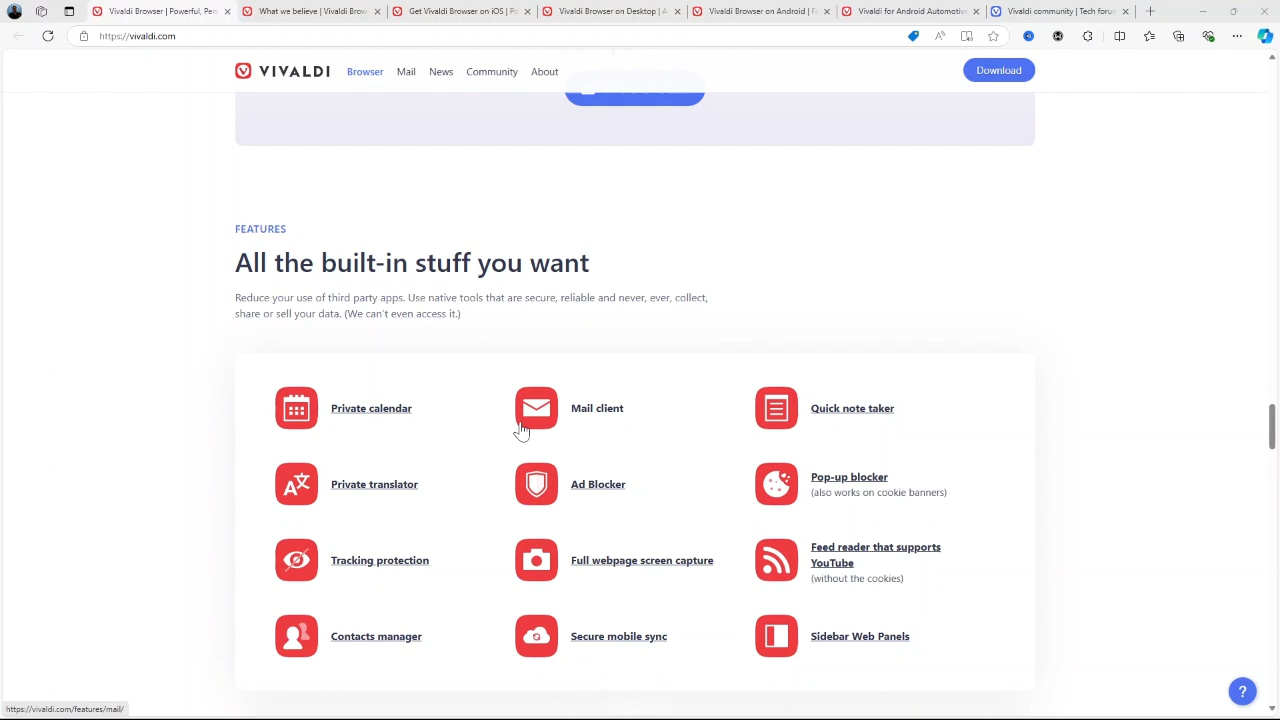 Vivaldi Browser | Powerful, Pers
What we believe | Vivaldi Brow
Get Vivaldi Browser on iOS | Po
Vivaldi Browser on Desktop | A
Vivaldi Browser on Android | Fa
Vivaldi for Android Automotive
Vivaldi community | Tech forum
https://vivaldi.com
VIVALDI
Browser
Mail
News
Community
About
Download
FEATURES
All the built-in stuff you want
Reduce your use of third party apps. Use native tools that are secure, reliable and never, ever, collect,
share or sell your data. (We can't even access it.)
Private calendar
Mail client
Quick note taker
Private translator
Ad Blocker
Pop-up blocker
(also works on cookie banners)
Tracking protection
Full webpage screen capture
Feed reader that supports
YouTube
(without the cookies)
Contacts manager
Secure mobile sync
Sidebar Web Panels
https://vivaldi.com/features/mail/
?